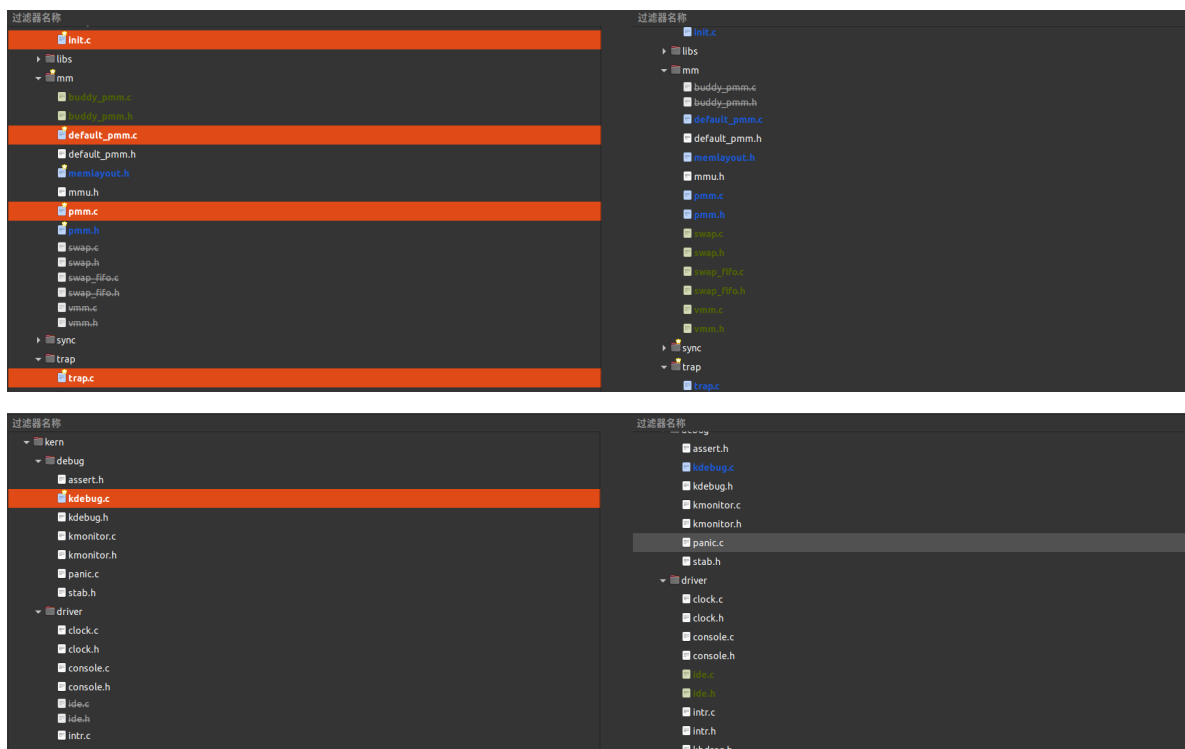 过滤器名称
init.c
libs
mm
buddy_pmm.c
buddy_pmm.h
default_pmm.c
default_pmm.h
memlayout.h
mmu.h
pmm.c
pmm.h
swap.c
swap.h
swap_fifo.c
swap_fifo.h
vmm.c
vmm.h
sync
trap
trap.c
过滤器名称
init.c
libs
mm
buddy_pmm.c
buddy_pmm.h
default_pmm.c
default_pmm.h
memlayout.h
mmu.h
pmm.c
pmm.h
swap.c
swap.h
swap_fifo.c
swap_fifo.h
vmm.c
vmm.h
sync
trap
trap.c
过滤器名称
kern
debug
assert.h
kdebug.c
kdebug.h
kmonitor.c
kmonitor.h
panic.c
stab.h
driver
clock.c
clock.h
console.c
console.h
ide.c
ide.h
intr.c
过滤器名称
debug
assert.h
kdebug.c
kdebug.h
kmonitor.c
kmonitor.h
panic.c
stab.h
driver
clock.c
clock.h
console.c
console.h
ide.c
ide.h
intr.c
intr.h